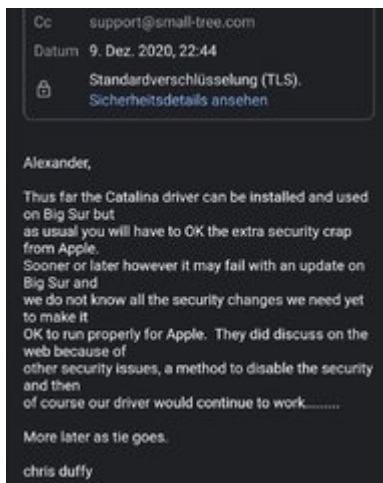 Cc support@small-tree.com
Datum 9. Dez. 2020, 22:44
Standardverschlüsselung (TLS).
Sicherheitsdetails ansehen
Alexander,
Thus far the Catalina driver can be installed and used
on Big Sur but
as usual you will have to OK the extra security crap
from Apple.
Sooner or later however it may fail with an update on
Big Sur and
we do not know all the security changes we need yet
to make it
OK to run properly for Apple.  They did discuss on the
web because of
other security issues, a method to disable the security
and then
of course our driver would continue to work.........
More later as tie goes.
chris duffy